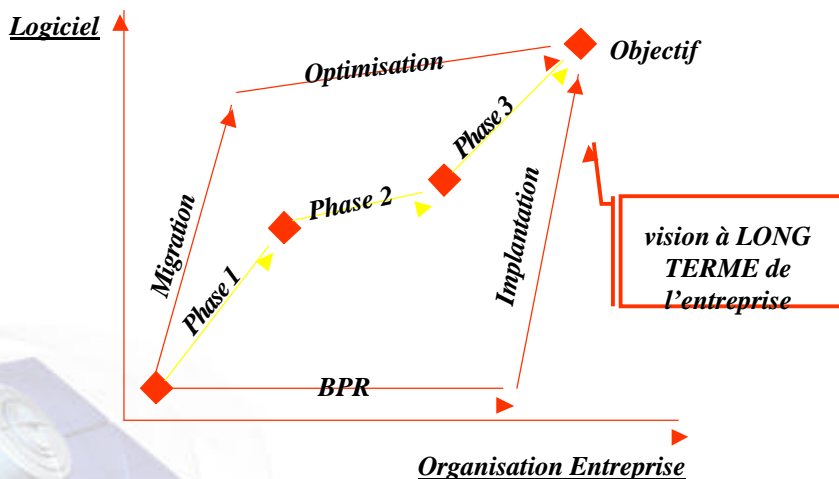 Logiciel
Optimisation
Objectif
Phase 3
Migration
Phase 2
Implantation
Phase 1
vision à LONG
TERME de
l'entreprise
BPR
Organisation Entreprise